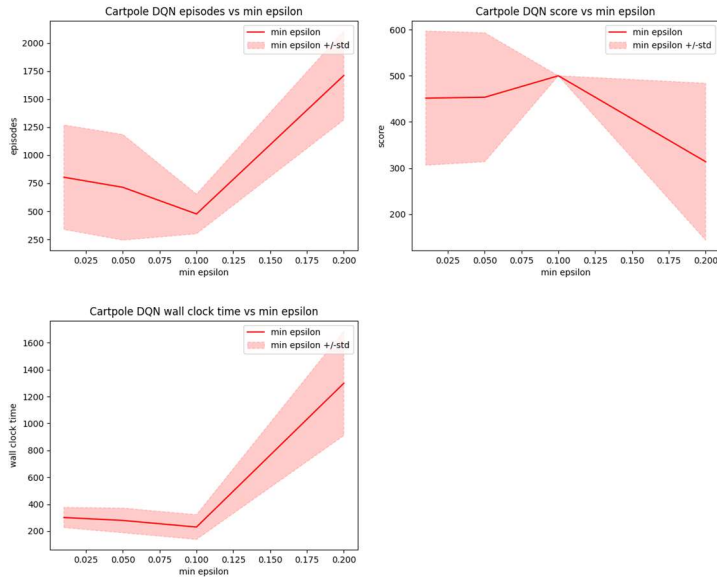 Cartpole DQN episodes vs min epsilon
min epsilon
min epsilon +/-std
2000
1750
1500
1250
1000
750
500
250
episodes
0.025 0.050 0.075 0.100 0.125 0.150 0.175 0.200
min epsilon
Cartpole DQN score vs min epsilon
min epsilon
min epsilon +/-std
600
500
400
300
200
score
0.025 0.050 0.075 0.100 0.125 0.150 0.175 0.200
min epsilon
Cartpole DQN wall clock time vs min epsilon
min epsilon
min epsilon +/-std
1600
1400
1200
1000
800
600
400
200
wall clock time
0.025 0.050 0.075 0.100 0.125 0.150 0.175 0.200
min epsilon